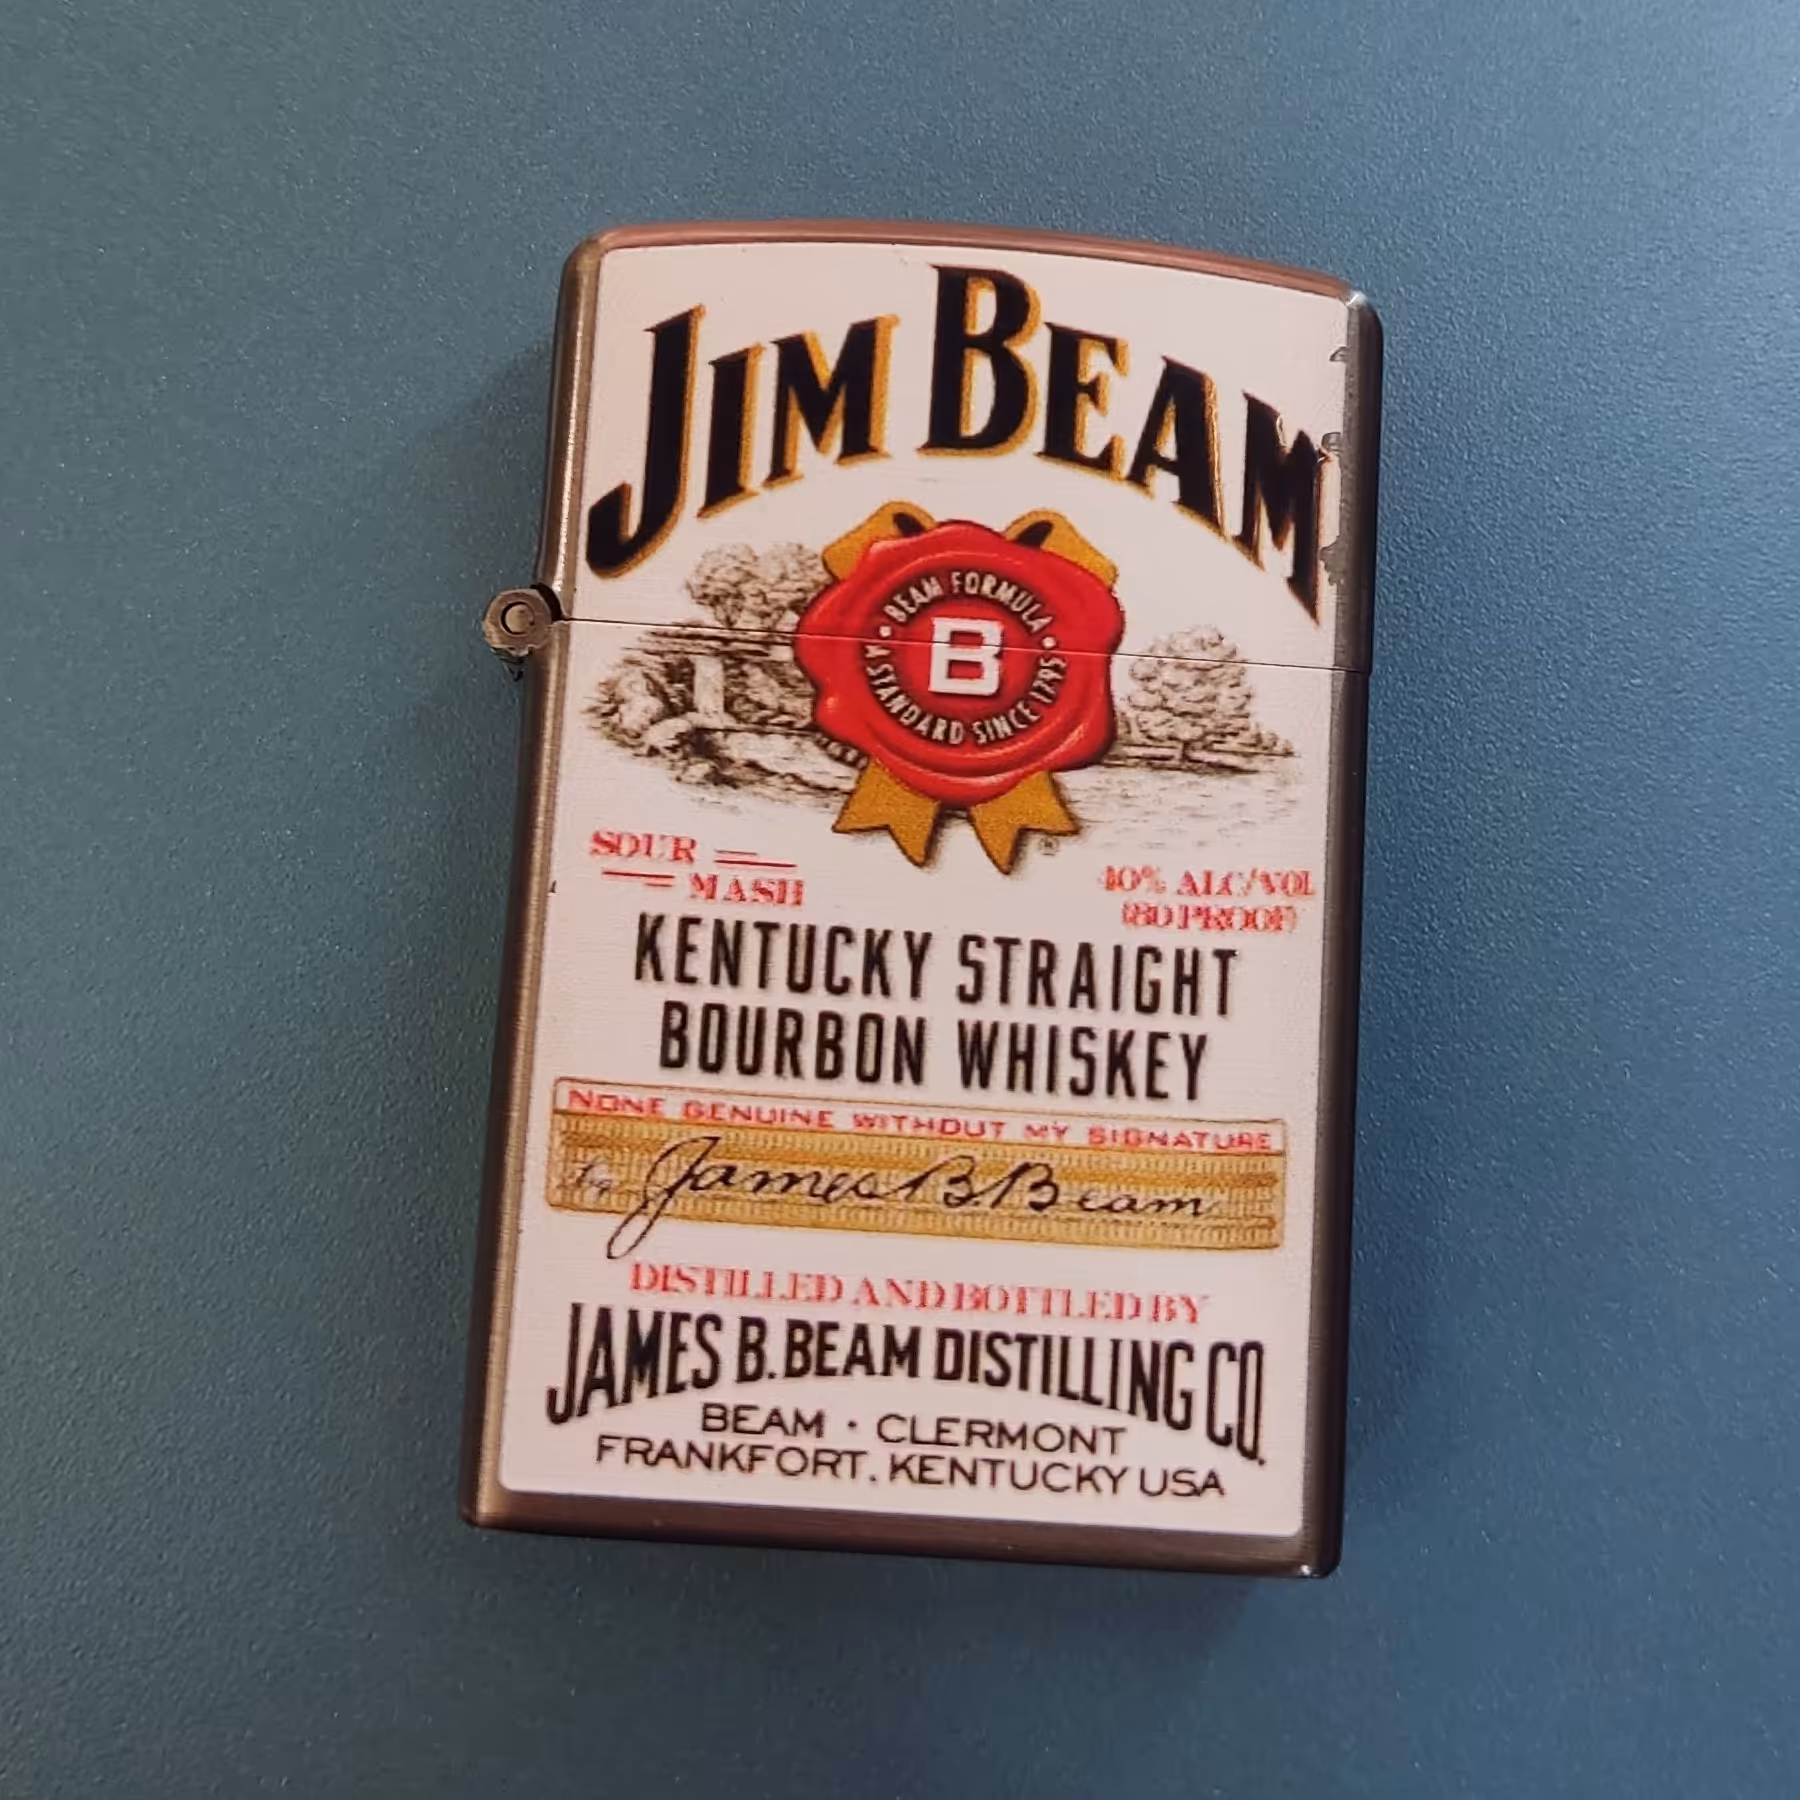 JIM BEAM
BEAM FORMULA
B
A STANDARD SINCE 1795
®
SOUR
MASH
40% ALC/VOL
(80 PROOF)
KENTUCKY STRAIGHT
BOURBON WHISKEY
NONE GENUINE WITHOUT MY SIGNATURE
James B. Beam
DISTILLED AND BOTTLED BY
JAMES B. BEAM DISTILLING CO.
BEAM · CLERMONT
FRANKFORT, KENTUCKY USA